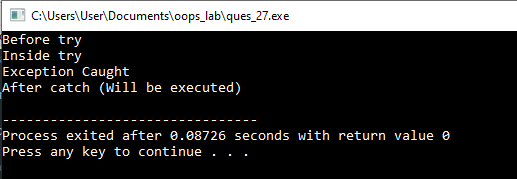 C:\Users\User\Documents\oops_lab\ques_27.exe
Before try
Inside try
Exception Caught
After catch (Will be executed)
--------------------------------
Process exited after 0.08726 seconds with return value 0
Press any key to continue . . .